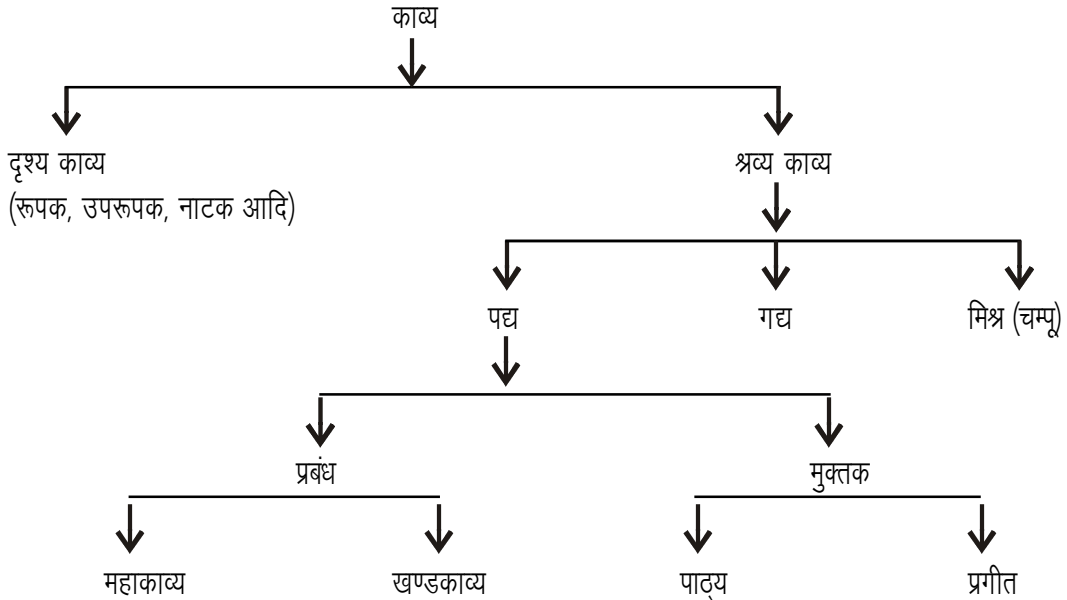 काव्य
दृश्य काव्य
(रूपक, उपरूपक, नाटक आदि)
श्रव्य काव्य
पद्य
गद्य
मिश्र (चम्पू)
प्रबंध
मुक्तक
महाकाव्य
खण्डकाव्य
पाठ्य
प्रगीत